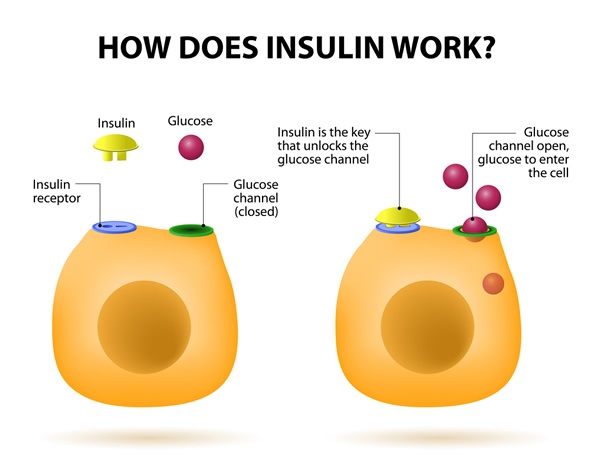 HOW DOES INSULIN WORK?
Insulin
Glucose
Insulin
receptor
Glucose
channel
(closed)
Insulin is the key
that unlocks the
glucose channel
Glucose
channel open,
glucose to enter
the cell